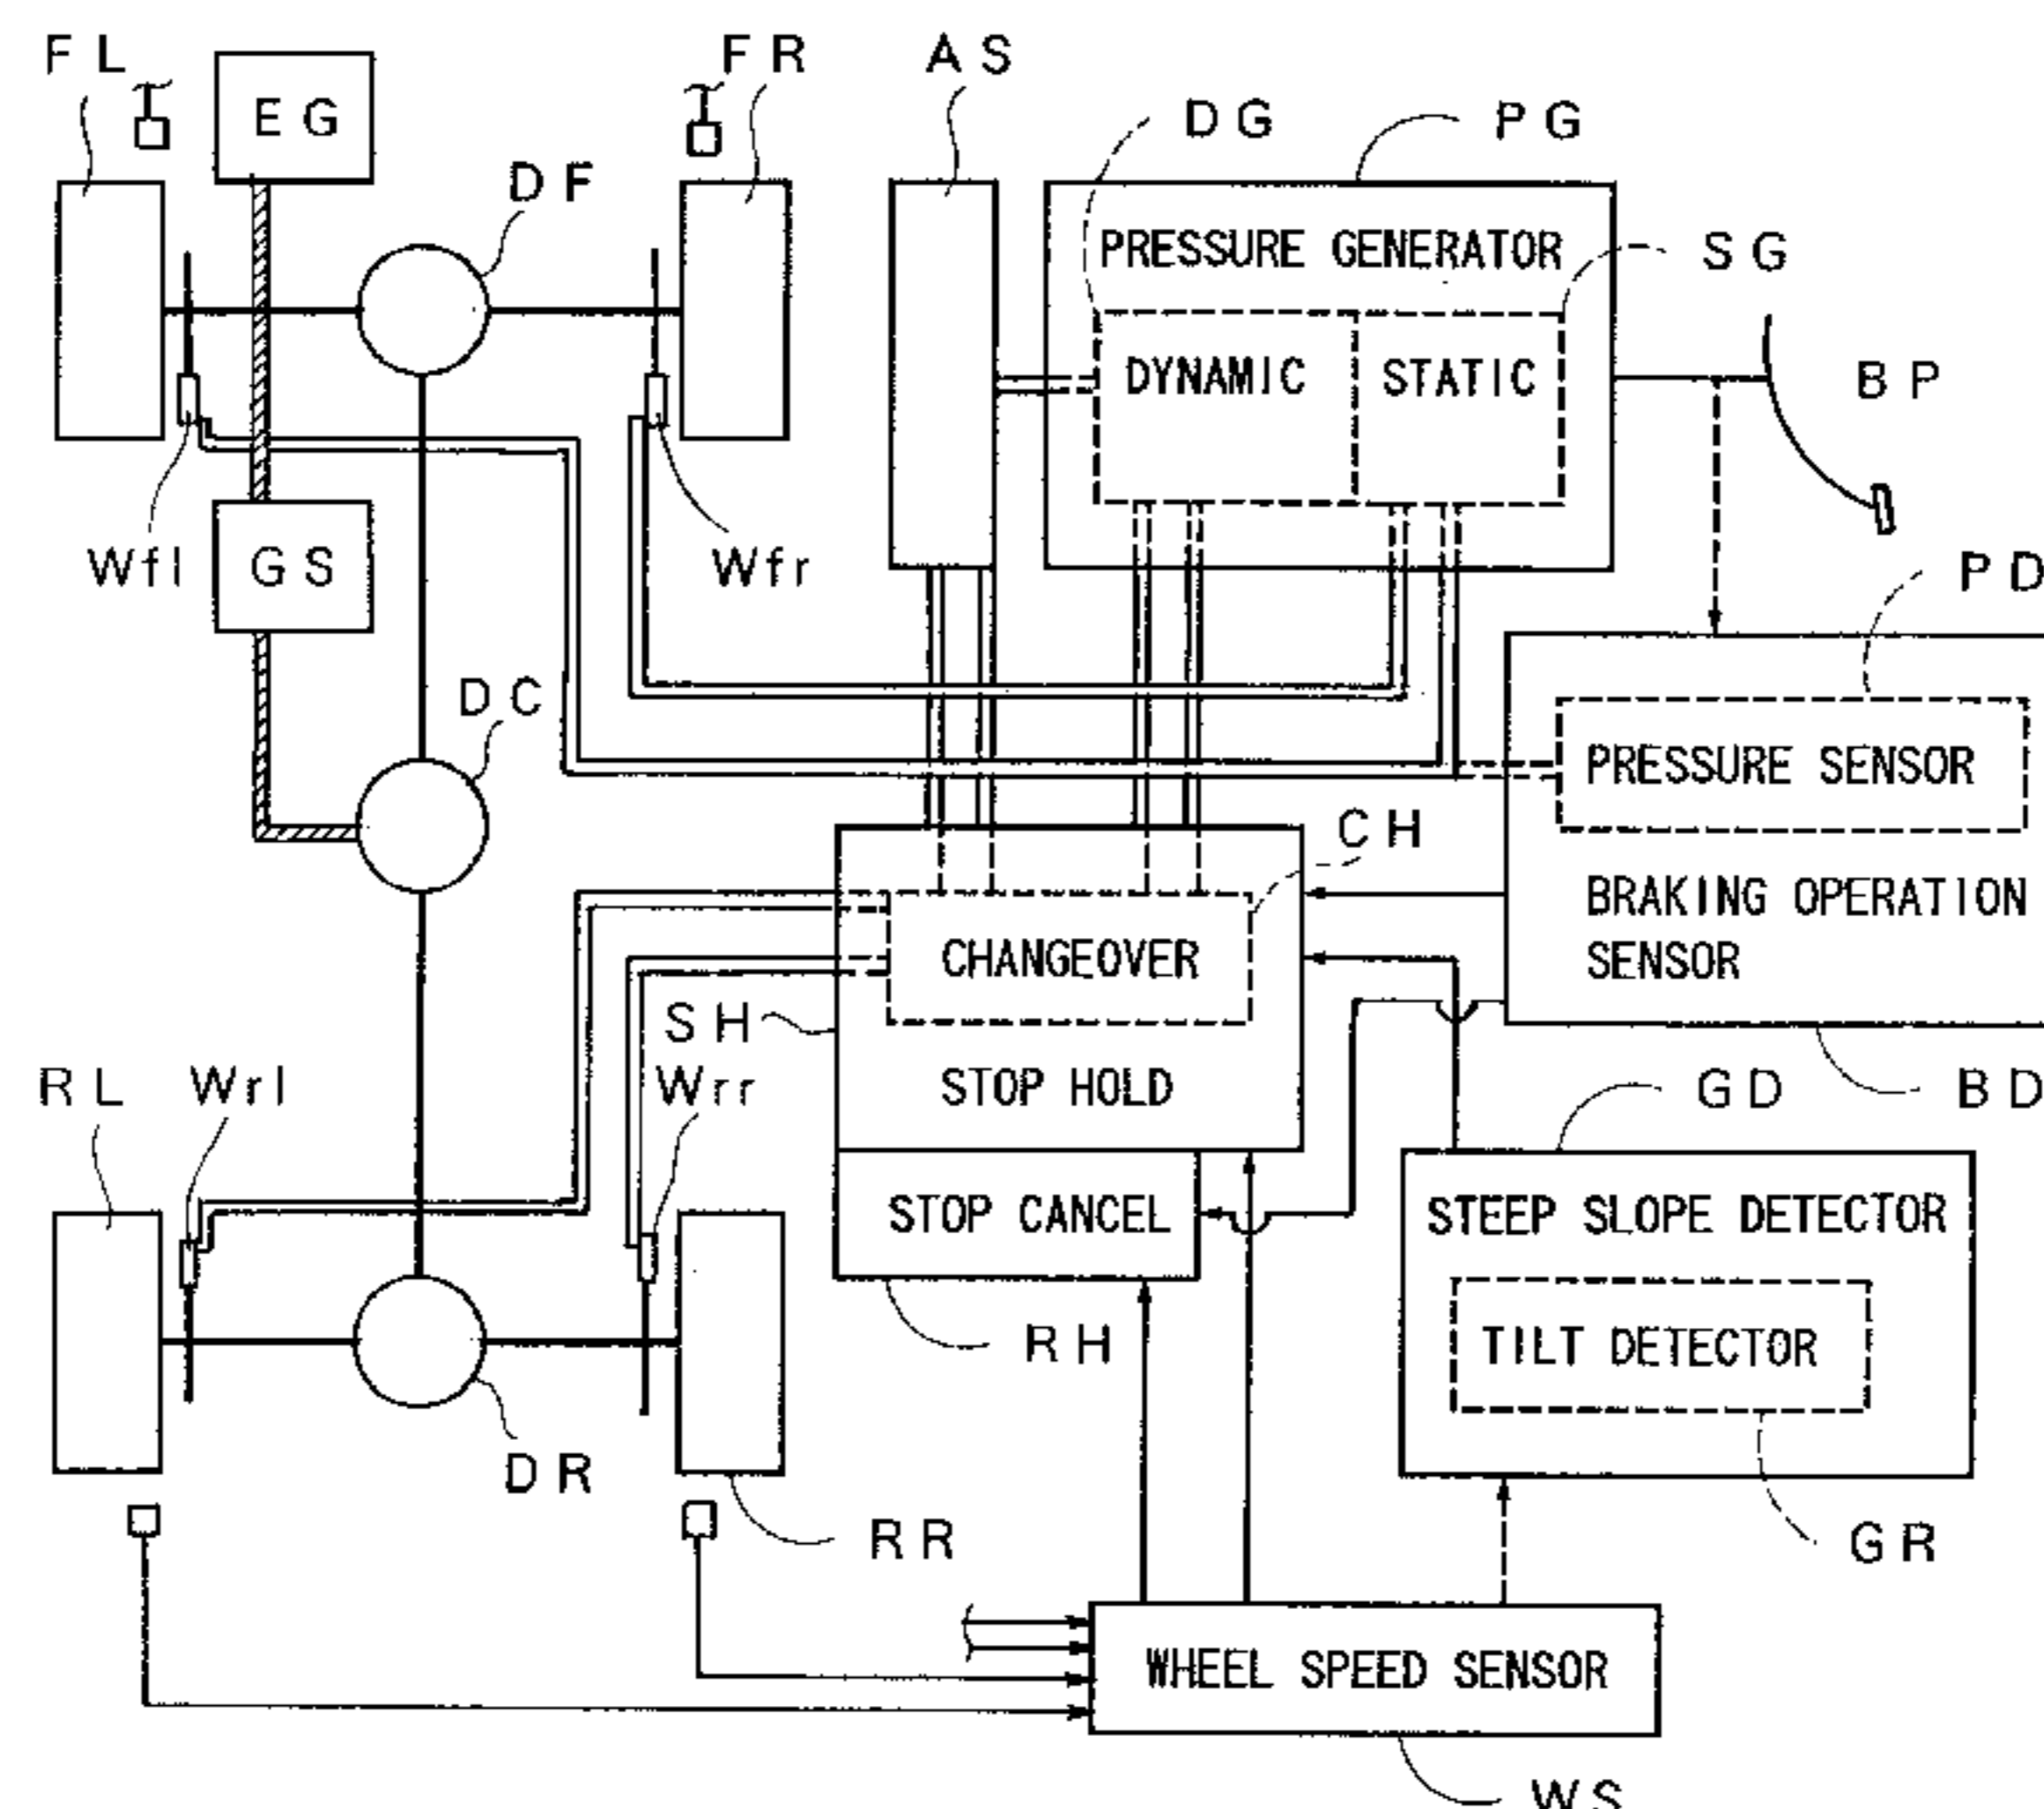 FL
EG
FR
AS
DG
PG
DF
PRESSURE GENERATOR
SG
DYNAMIC
STATIC
BP
Wfl
GS
Wfr
PD
DC
PRESSURE SENSOR
CH
BRAKING OPERATION
SENSOR
CHANGEOVER
SH
RL
Wrl
Wrr
STOP HOLD
GD
BD
STOP CANCEL
STEEP SLOPE DETECTOR
RH
TILT DETECTOR
DR
RR
GR
WHEEL SPEED SENSOR
WS